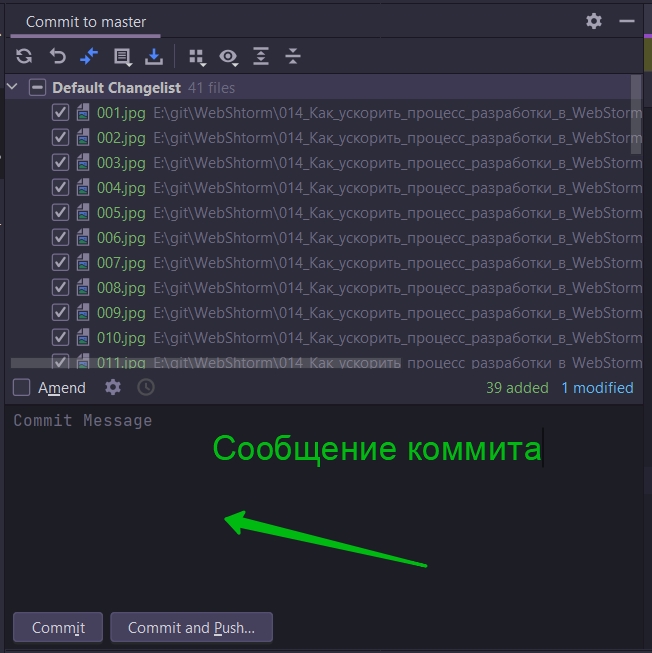 Commit to master
Default Changelist 41 files
001.jpg E:\git\WebShtorm\014_Как_ускорить_процесс_разработки_в_WebStorm
002.jpg E:\git\WebShtorm\014_Как_ускорить_процесс_разработки_в_WebStorm
003.jpg E:\git\WebShtorm\014_Как_ускорить_процесс_разработки_в_WebStorm
004.jpg E:\git\WebShtorm\014_Как_ускорить_процесс_разработки_в_WebStorm
005.jpg E:\git\WebShtorm\014_Как_ускорить_процесс_разработки_в_WebStorm
006.jpg E:\git\WebShtorm\014_Как_ускорить_процесс_разработки_в_WebStorm
007.jpg E:\git\WebShtorm\014_Как_ускорить_процесс_разработки_в_WebStorm
008.jpg E:\git\WebShtorm\014_Как_ускорить_процесс_разработки_в_WebStorm
009.jpg E:\git\WebShtorm\014_Как_ускорить_процесс_разработки_в_WebStorm
010.jpg E:\git\WebShtorm\014_Как_ускорить_процесс_разработки_в_WebStorm
011.jpg E:\git\WebShtorm\014_Как_ускорить_процесс_разработки_в_WebStorm
Amend 39 added 1 modified
Commit Message
Сообщение коммита
Commit Commit and Push...